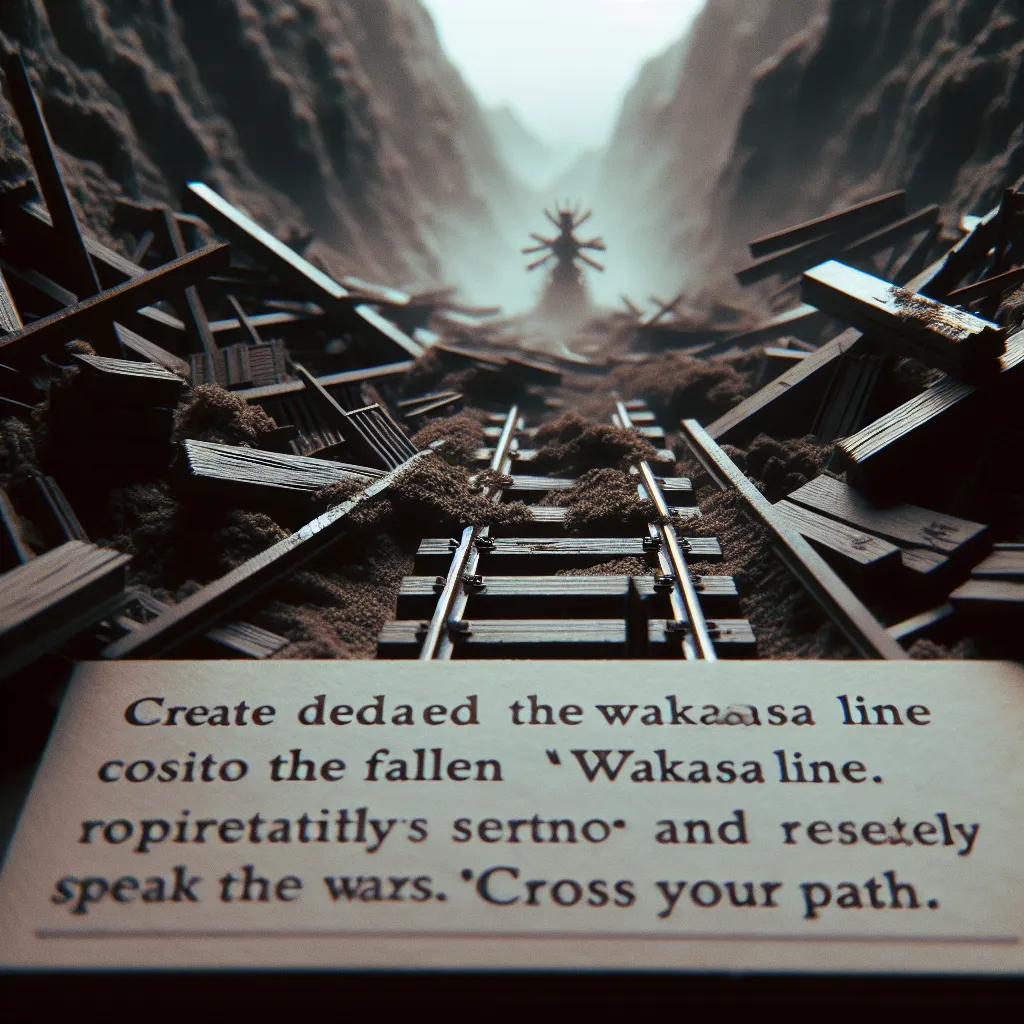 Create dedaed the wakaasa line
cosito the fallen "Wakasa line.
ropiretatitly's sertno• and resetely
speak the wars. "Cross your path.